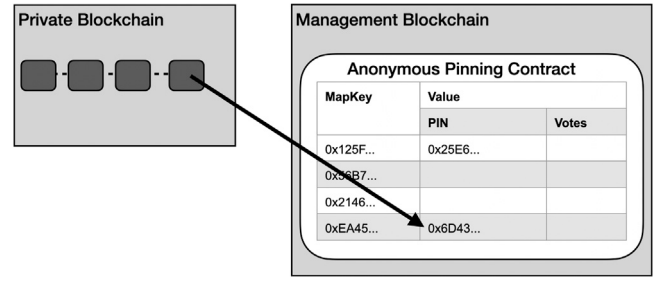 Private Blockchain
Management Blockchain
Anonymous Pinning Contract
MapKey Value
PIN Votes
0x125F... 0x25E6...
0x56B7...
0x2146...
0xEA45... 0x6D43...